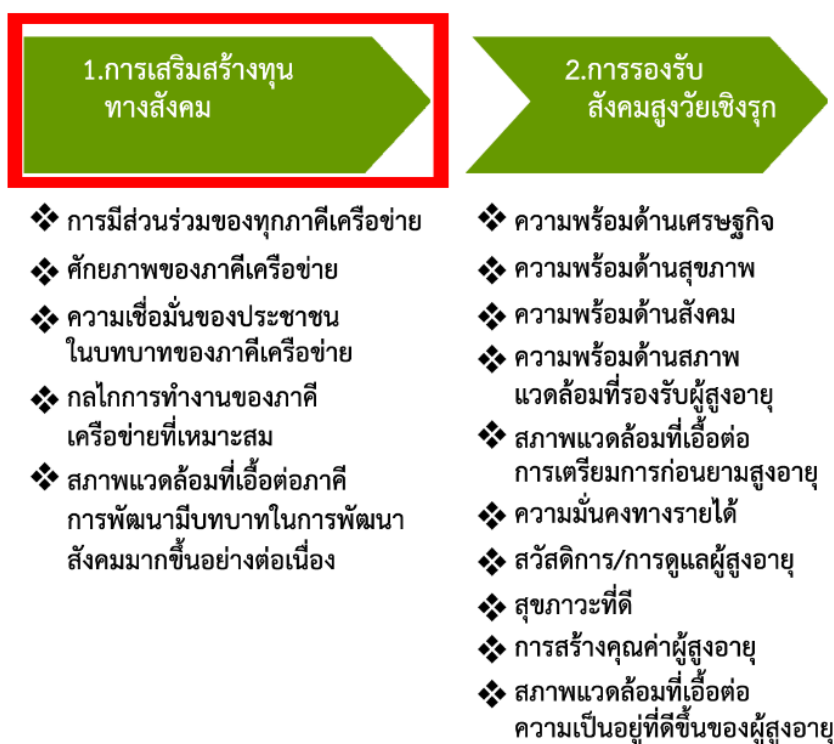 1.การเสริมสร้างทุน
ทางสังคม
❖ การมีส่วนร่วมของทุกภาคีเครือข่าย
❖ ศักยภาพของภาคีเครือข่าย
❖ ความเชื่อมั่นของประชาชน
ในบทบาทของภาคีเครือข่าย
❖ กลไกการทำงานของภาคี
เครือข่ายที่เหมาะสม
❖ สภาพแวดล้อมที่เอื้อต่อภาคี
การพัฒนามีบทบาทในการพัฒนา
สังคมมากขึ้นอย่างต่อเนื่อง
2.การรองรับ
สังคมสูงวัยเชิงรุก
❖ ความพร้อมด้านเศรษฐกิจ
❖ ความพร้อมด้านสุขภาพ
❖ ความพร้อมด้านสังคม
❖ ความพร้อมด้านสภาพ
แวดล้อมที่รองรับผู้สูงอายุ
❖ สภาพแวดล้อมที่เอื้อต่อ
การเตรียมการก่อนยามสูงอายุ
❖ ความมั่นคงทางรายได้
❖ สวัสดิการ/การดูแลผู้สูงอายุ
❖ สุขภาวะที่ดี
❖ การสร้างคุณค่าผู้สูงอายุ
❖ สภาพแวดล้อมที่เอื้อต่อ
ความเป็นอยู่ที่ดีขึ้นของผู้สูงอายุ